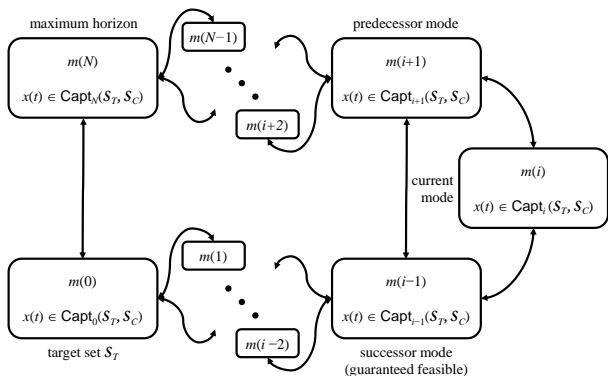 maximum horizon
m(N)
x(t) ∈ Capt_N(S_T, S_C)
m(N−1)
m(i+2)
predecessor mode
m(i+1)
x(t) ∈ Capt_{i+1}(S_T, S_C)
current
mode
m(i)
x(t) ∈ Capt_i(S_T, S_C)
m(0)
x(t) ∈ Capt_0(S_T, S_C)
target set S_T
m(1)
m(i−2)
m(i−1)
x(t) ∈ Capt_{i−1}(S_T, S_C)
successor mode
(guaranteed feasible)